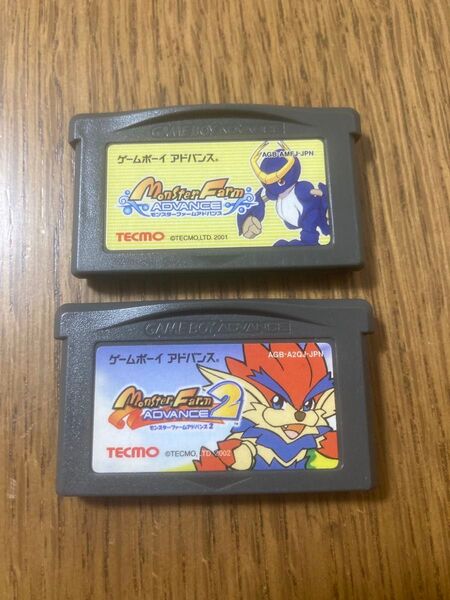 GAME BOY ADVANCE
ゲームボイ アドバンス®
AGB-AMFJ-JPN
Monster Farm
ADVANCE
モンスターファームアドバンス
TECMO ©TECMO,LTD. 2001
GAME BOY ADVANCE
ゲームボイ アドバンス®
AGB-A2QJ-JPN
Monster Farm
ADVANCE 2
モンスターファームアドバンス2
TM
TECMO ©TECMO,LTD. 2002